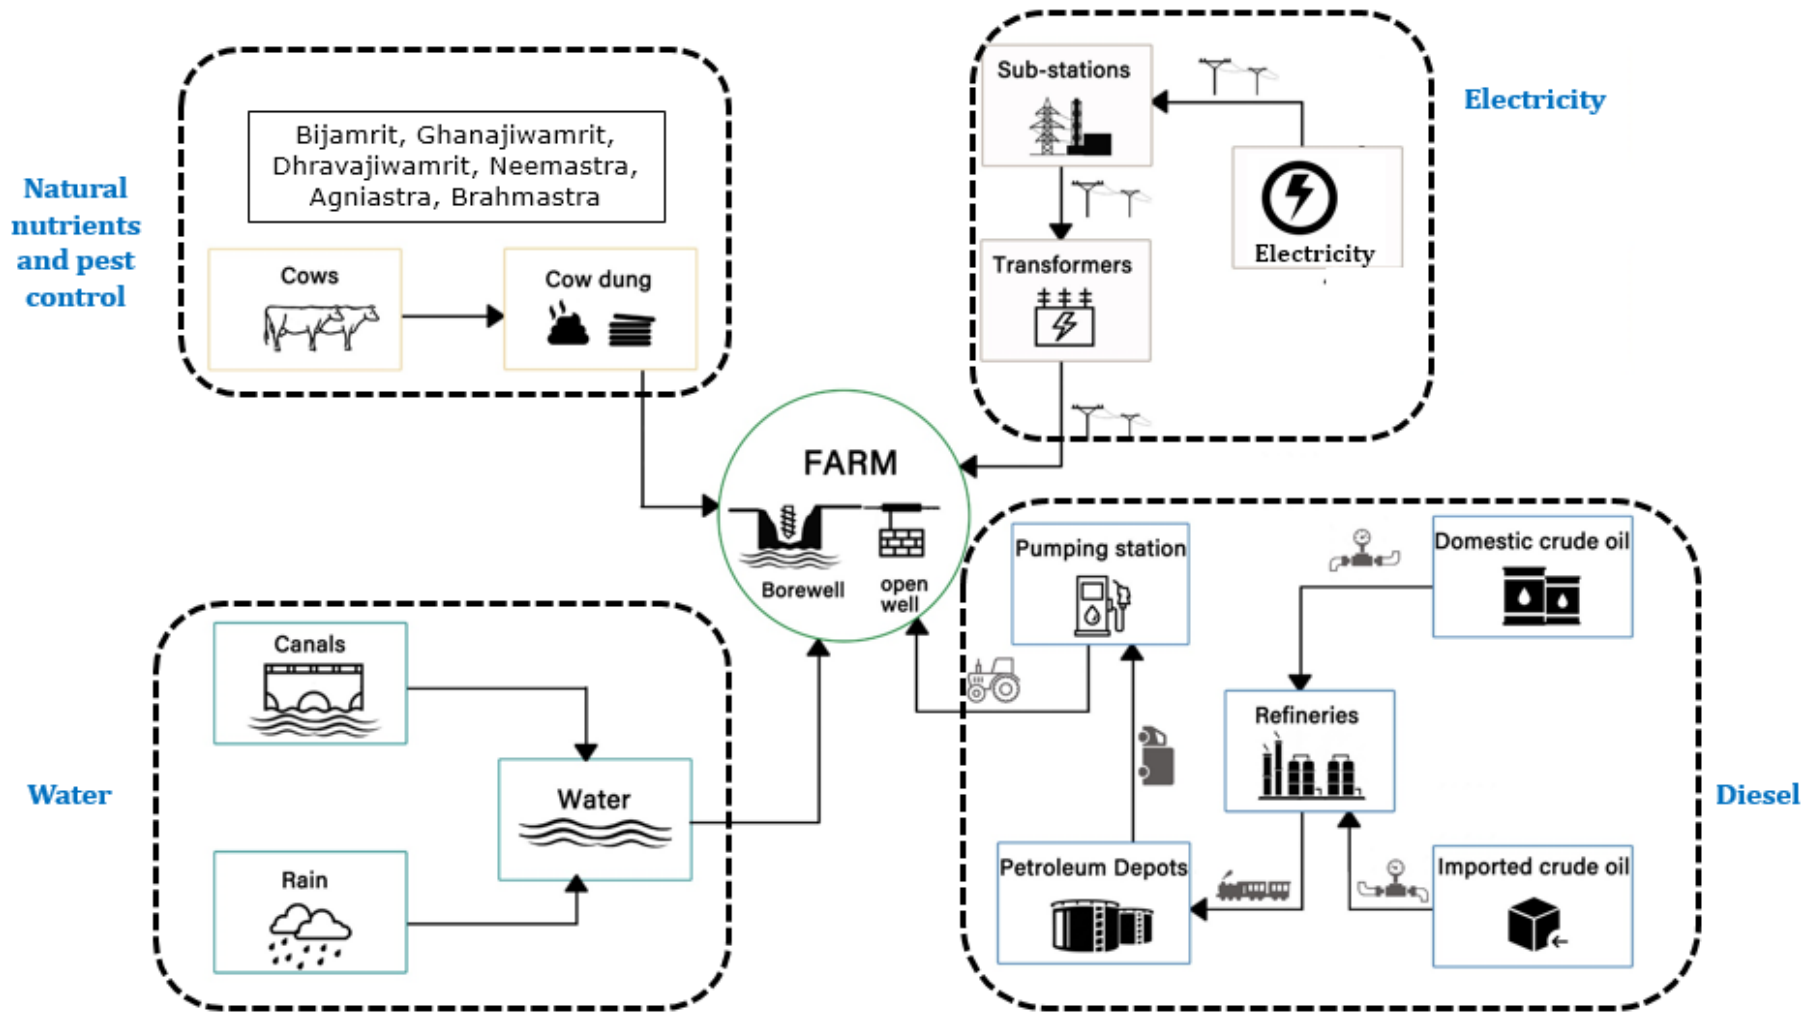 Natural
nutrients
and pest
control
Bijamrit, Ghanajiwamrit,
Dhravajiwamrit, Neemastra,
Agniastra, Brahmastra
Cows
Cow dung
Sub-stations
Electricity
Electricity
Transformers
FARM
Borewell
open
well
Pumping station
Domestic crude oil
Refineries
Petroleum Depots
Imported crude oil
Diesel
Canals
Water
Water
Rain